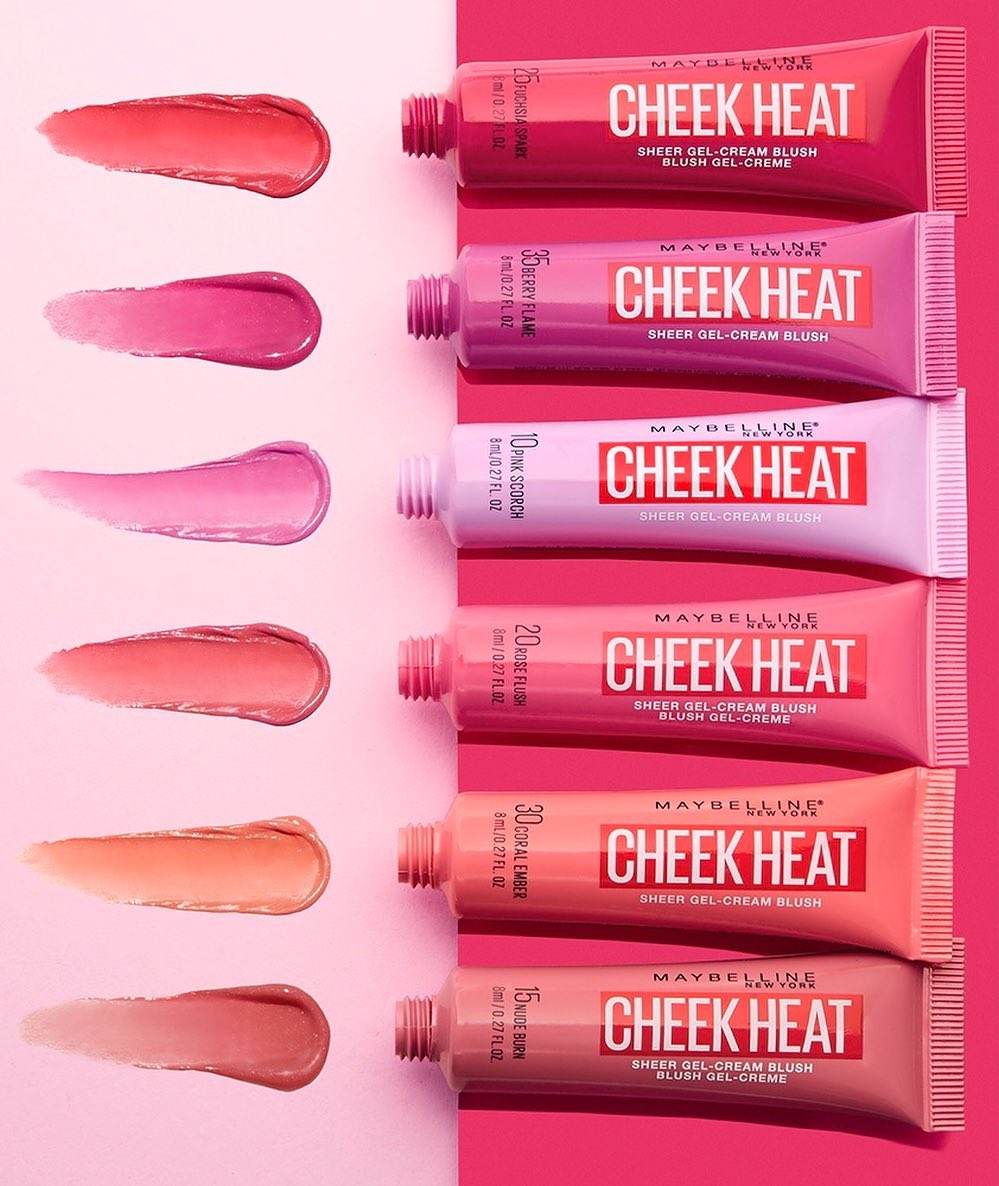 MAYBELLINE
NEW YORK
CHEEK HEAT
SHEER GEL-CREAM BLUSH
BLUSH GEL-CREME
25 FUCHSIA SPARK
8 ml / 0.27 FL.OZ.
MAYBELLINE®
NEW YORK
CHEEK HEAT
SHEER GEL-CREAM BLUSH
35 BERRY FLAME
8 mL/0.27 FL. OZ
MAYBELLINE®
NEW YORK
CHEEK HEAT
SHEER GEL-CREAM BLUSH
10 PINK SCORCH
8 mL/0.27 FL. OZ
MAYBELLINE
NEW YORK
CHEEK HEAT
SHEER GEL-CREAM BLUSH
BLUSH GEL-CREME
20 ROSE FLUSH
8 ml / 0.27 FL.OZ.
MAYBELLINE®
NEW YORK
CHEEK HEAT
SHEER GEL-CREAM BLUSH
30 CORAL EMBER
8 mL/0.27 FL. OZ
MAYBELLINE
NEW YORK
CHEEK HEAT
SHEER GEL-CREAM BLUSH
BLUSH GEL-CREME
15 NUDE BURN
8 ml / 0.27 FL.OZ.